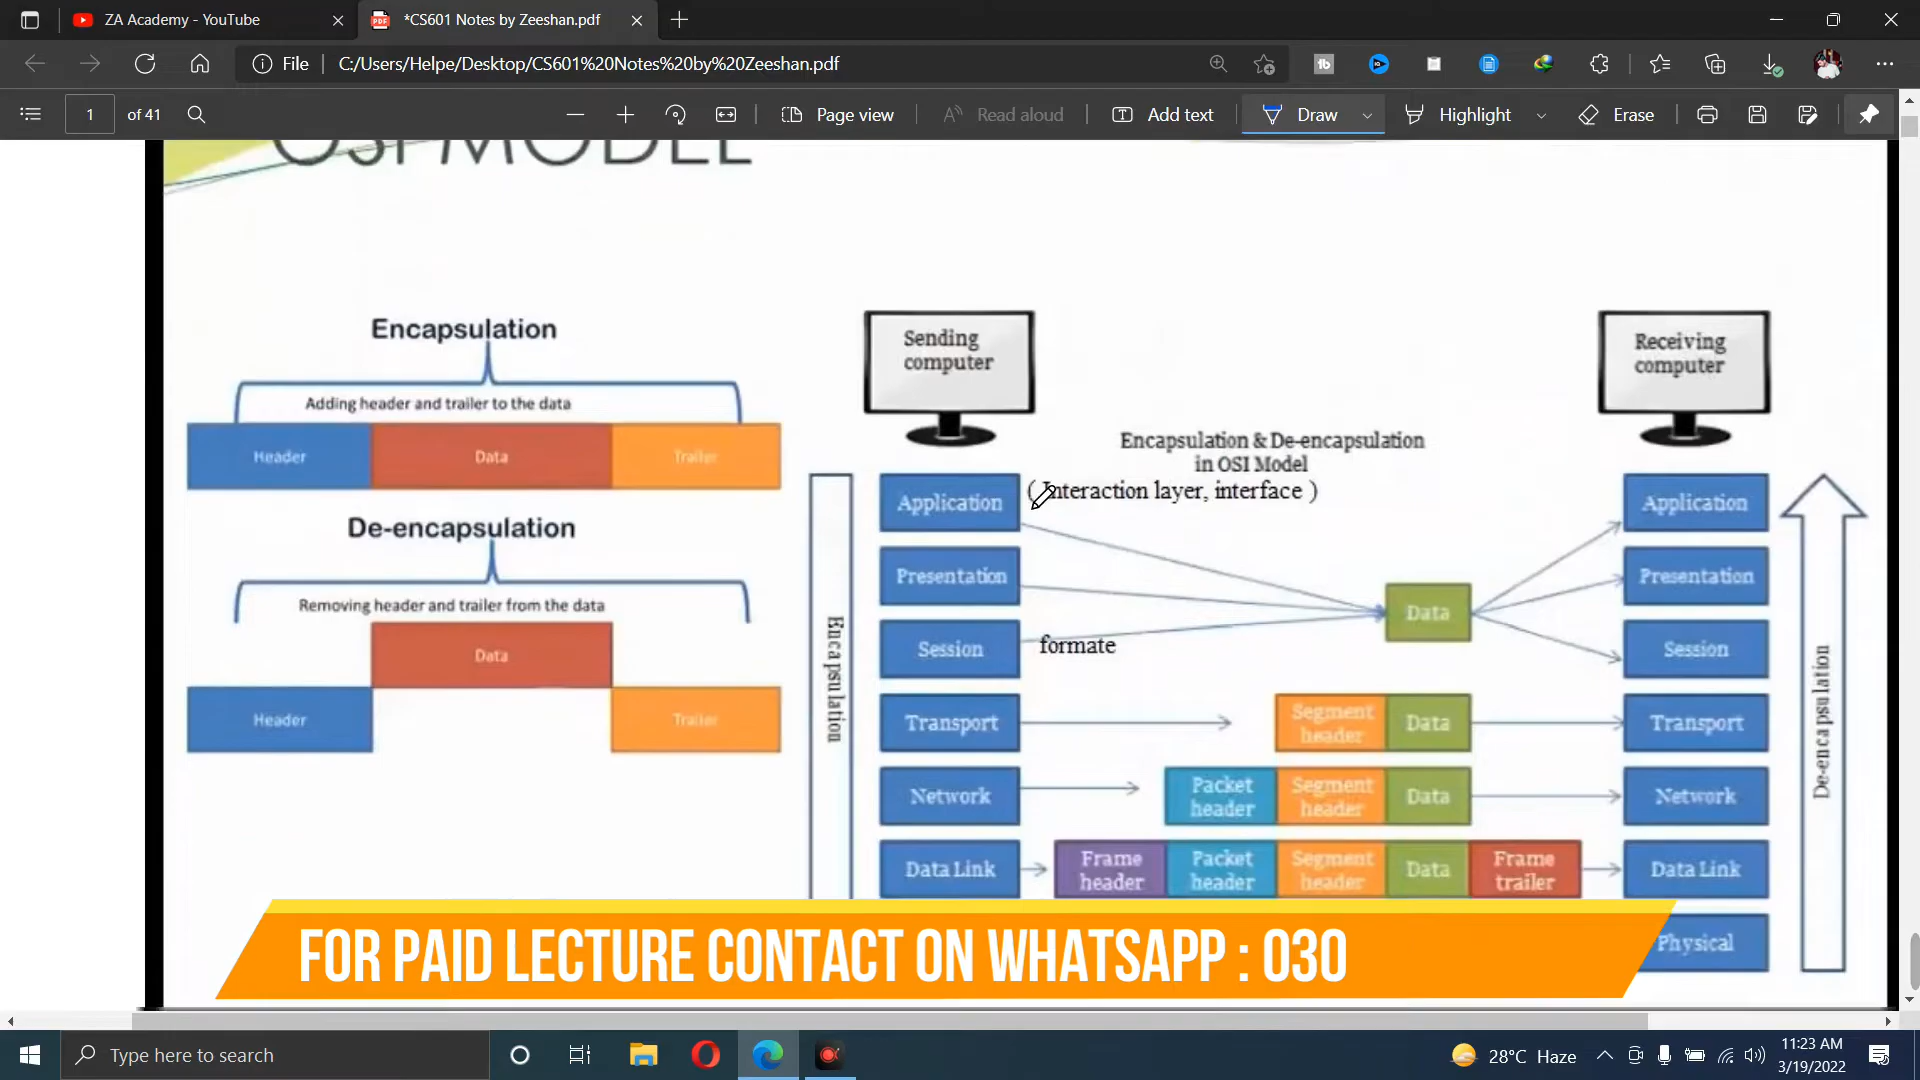 ZA Academy - YouTube
*CS601 Notes by Zeeshan.pdf
File
C:/Users/Helpe/Desktop/CS601%20Notes%20by%20Zeeshan.pdf
1 of 41
Page view
Read aloud
Add text
Draw
Highlight
Erase
OSI MODEL
Encapsulation
Adding header and trailer to the data
Header Data Trailer
De-encapsulation
Removing header and trailer from the data
Data
Header Trailer
Sending
computer
Receiving
computer
Encapsulation & De-encapsulation
in OSI Model
( Interaction layer, interface )
Encapsulation
Application
Presentation
Session
formate
Transport
Network
Data Link
Data
Segment
header
Data
Packet
header
Segment
header
Data
Frame
header
Packet
header
Segment
header
Data
Frame
trailer
Application
Presentation
Session
Transport
Network
Data Link
Physical
De-encapsulation
FOR PAID LECTURE CONTACT ON WHATSAPP : 030
Type here to search
28°C Haze
11:23 AM
3/19/2022